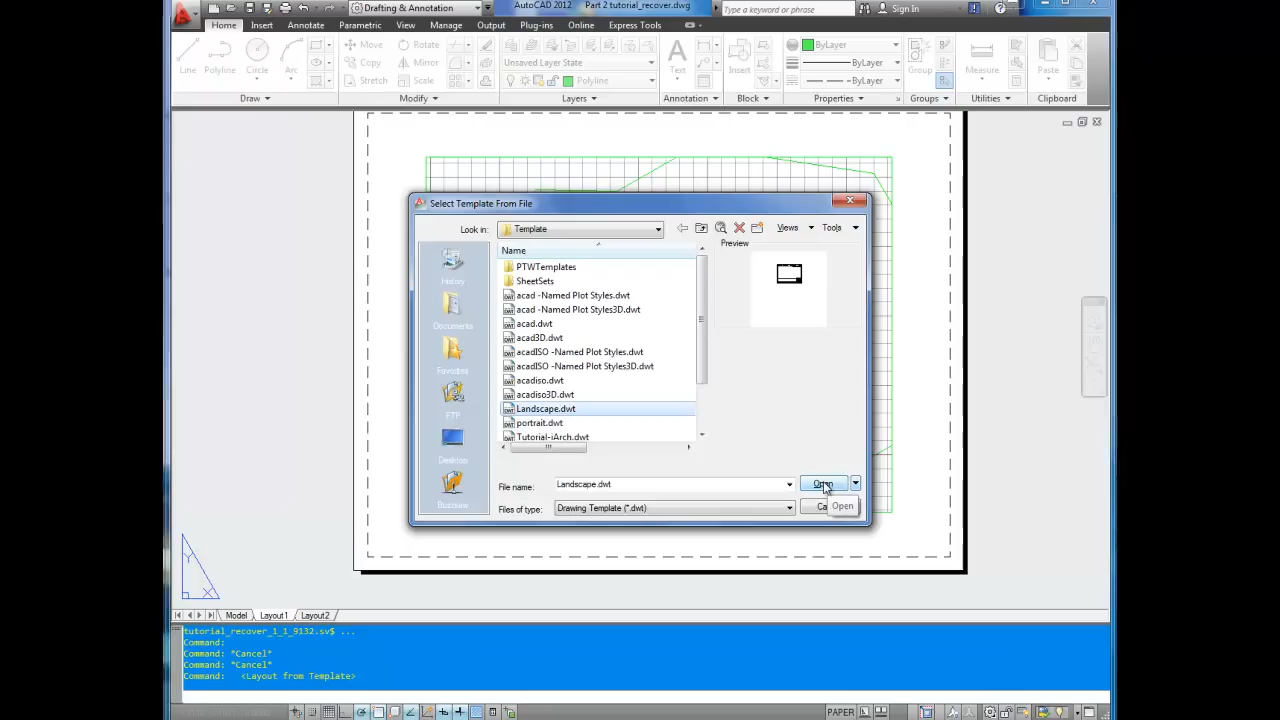 Drafting & Annotation
AutoCAD 2012 Part 2 tutorial_recover.dwg
Type a keyword or phrase
Sign In
Home Insert Annotate Parametric View Manage Output Plug-ins Online Express Tools
Line Polyline Circle Arc
Move Rotate
Copy Mirror
Stretch Scale
Unsaved Layer State
Polyline
Text
Insert
ByLayer
ByLayer
ByLayer
Group
Measure
Paste
Draw Modify Layers Annotation Block Properties Groups Utilities Clipboard
Select Template From File
Look in: Template
Views Tools
Name
Preview
PTWTemplates
SheetSets
acad -Named Plot Styles.dwt
acad -Named Plot Styles3D.dwt
acad.dwt
acad3D.dwt
acadISO -Named Plot Styles.dwt
acadISO -Named Plot Styles3D.dwt
acadiso.dwt
acadiso3D.dwt
Landscape.dwt
portrait.dwt
Tutorial-iArch.dwt
History
Documents
Favorites
FTP
Desktop
Buzzsaw
File name: Landscape.dwt
Open
Files of type: Drawing Template (*.dwt)
Open
Y
X
Model Layout1 Layout2
tutorial_recover_1_1_9132.sv$ ...
Command:
Command: *Cancel*
Command: *Cancel*
Command: <Layout from Template>
PAPER